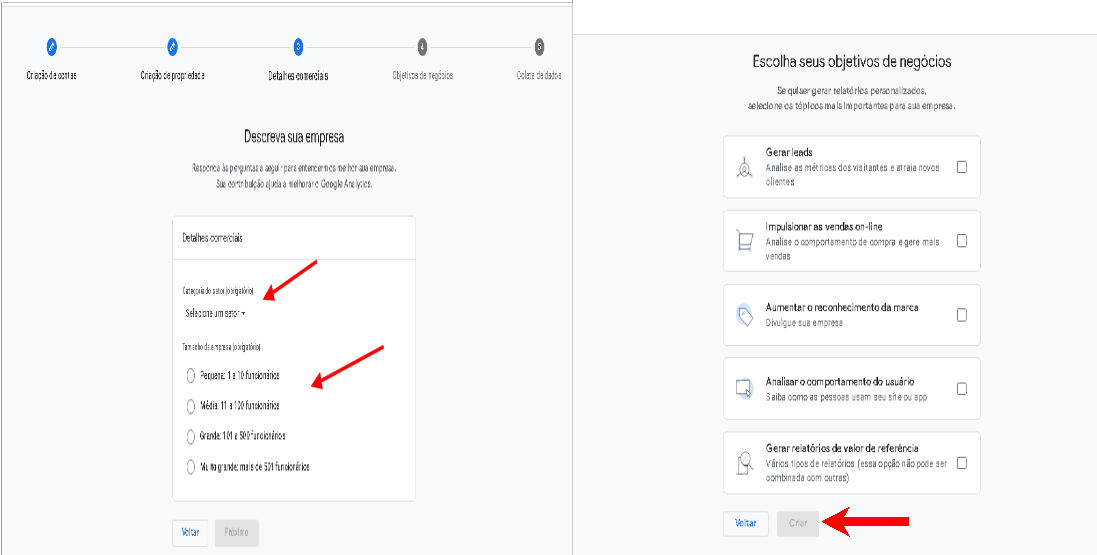 3
4
5
Criação de contas
Criação de propriedade
Detalhes comerciais
Objetivos de negócios
Coleta de dados
Descreva sua empresa
Responda às perguntas a seguir para entendermos melhor sua empresa.
Sua contribuição ajuda a melhorar o Google Analytics.
Detalhes comerciais
Categoria do setor (obrigatório)
Selecione um setor
Tamanho da empresa (obrigatório)
Pequena: 1 a 10 funcionários
Média: 11 a 100 funcionários
Grande: 101 a 500 funcionários
Muito grande: mais de 501 funcionários
Voltar
Próximo
Escolha seus objetivos de negócios
Se quiser gerar relatórios personalizados,
selecione os tópicos mais importantes para sua empresa.
Gerar leads
Analise as métricas dos visitantes e atraia novos
clientes
Impulsionar as vendas on-line
Analise o comportamento de compra e gere mais
vendas
Aumentar o reconhecimento da marca
Divulgue sua empresa
Analisar o comportamento do usuário
Saiba como as pessoas usam seu site ou app
Gerar relatórios de valor de referência
Vários tipos de relatórios (essa opção não pode ser
combinada com outras)
Voltar
Criar